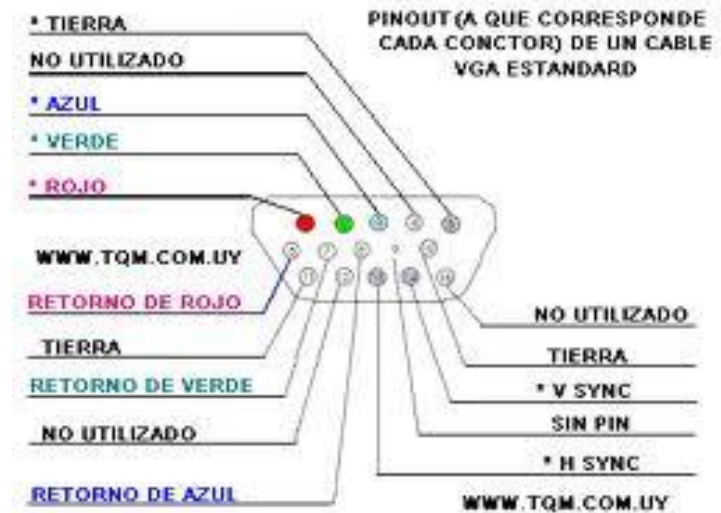 * TIERRA
NO UTILIZADO
* AZUL
* VERDE
* ROJO
PINOUT (A QUE CORRESPONDE
CADA CONCTOR) DE UN CABLE
VGA ESTANDARD
WWW.TQM.COM.UY
RETORNO DE ROJO
TIERRA
RETORNO DE VERDE
NO UTILIZADO
RETORNO DE AZUL
NO UTILIZADO
TIERRA
* V SYNC
SIN PIN
* H SYNC
WWW.TQM.COM.UY